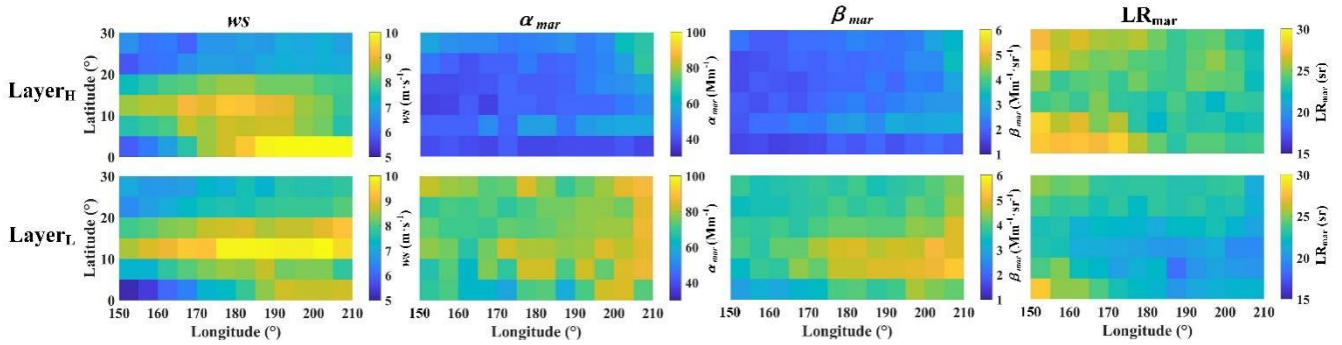 ws
α mar
β mar
LRmar
LayerH
Latitude (°)
30
20
10
0
10
9
8
7
6
5
ws (m·s-1)
100
80
60
40
α mar (Mm-1)
6
5
4
3
2
1
β mar (Mm-1·sr-1)
30
25
20
15
LRmar (sr)
LayerL
Latitude (°)
30
20
10
0
150 160 170 180 190 200 210
Longitude (°)
10
9
8
7
6
5
ws (m·s-1)
150 160 170 180 190 200 210
Longitude (°)
100
80
60
40
α mar (Mm-1)
150 160 170 180 190 200 210
Longitude (°)
6
5
4
3
2
1
β mar (Mm-1·sr-1)
150 160 170 180 190 200 210
Longitude (°)
30
25
20
15
LRmar (sr)